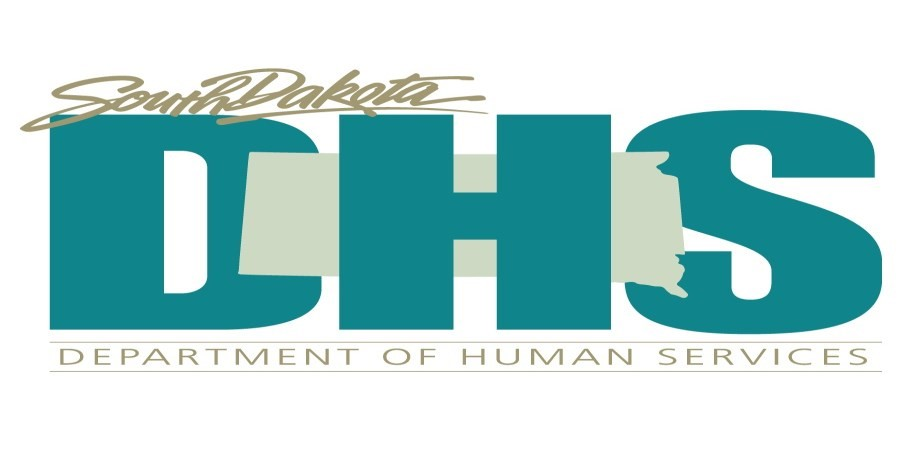 South Dakota
DHS
DEPARTMENT OF HUMAN SERVICES